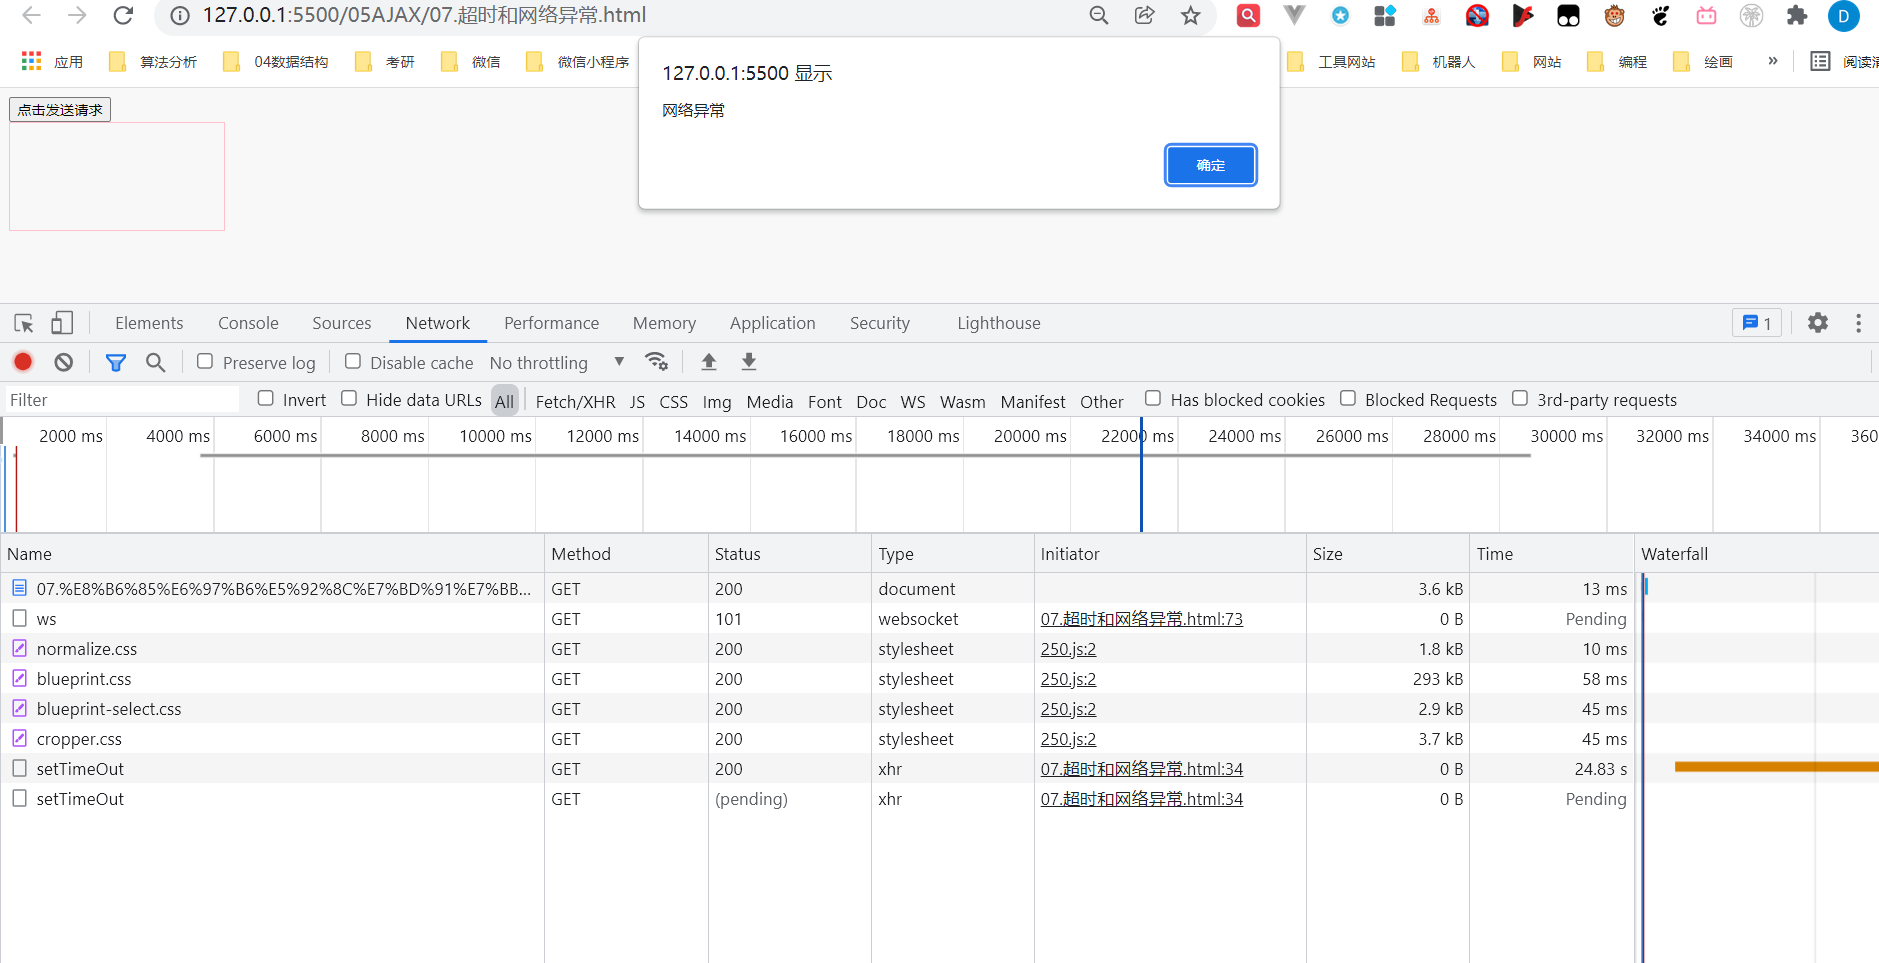 127.0.0.1:5500/05AJAX/07.超时和网络异常.html
D
应用 算法分析 04数据结构 考研 微信 微信小程序 工具网站 机器人 网站 编程 绘画 » 阅读清
127.0.0.1:5500 显示
网络异常
确定
点击发送请求
Elements Console Sources Network Performance Memory Application Security Lighthouse 1
Preserve log Disable cache No throttling
Filter Invert Hide data URLs All Fetch/XHR JS CSS Img Media Font Doc WS Wasm Manifest Other Has blocked cookies Blocked Requests 3rd-party requests
2000 ms 4000 ms 6000 ms 8000 ms 10000 ms 12000 ms 14000 ms 16000 ms 18000 ms 20000 ms 22000 ms 24000 ms 26000 ms 28000 ms 30000 ms 32000 ms 34000 ms 360
Name Method Status Type Initiator Size Time Waterfall
07.%E8%B6%85%E6%97%B6%E5%92%8C%E7%BD%91%E7%BB... GET 200 document 3.6 kB 13 ms
ws GET 101 websocket 07.超时和网络异常.html:73 0 B Pending
normalize.css GET 200 stylesheet 250.js:2 1.8 kB 10 ms
blueprint.css GET 200 stylesheet 250.js:2 293 kB 58 ms
blueprint-select.css GET 200 stylesheet 250.js:2 2.9 kB 45 ms
cropper.css GET 200 stylesheet 250.js:2 3.7 kB 45 ms
setTimeOut GET 200 xhr 07.超时和网络异常.html:34 0 B 24.83 s
setTimeOut GET (pending) xhr 07.超时和网络异常.html:34 0 B Pending